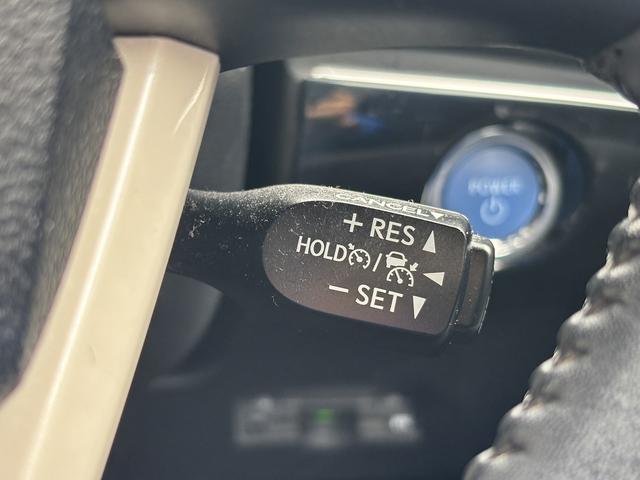 CANCEL
+ RES
HOLD /
− SET
POWER